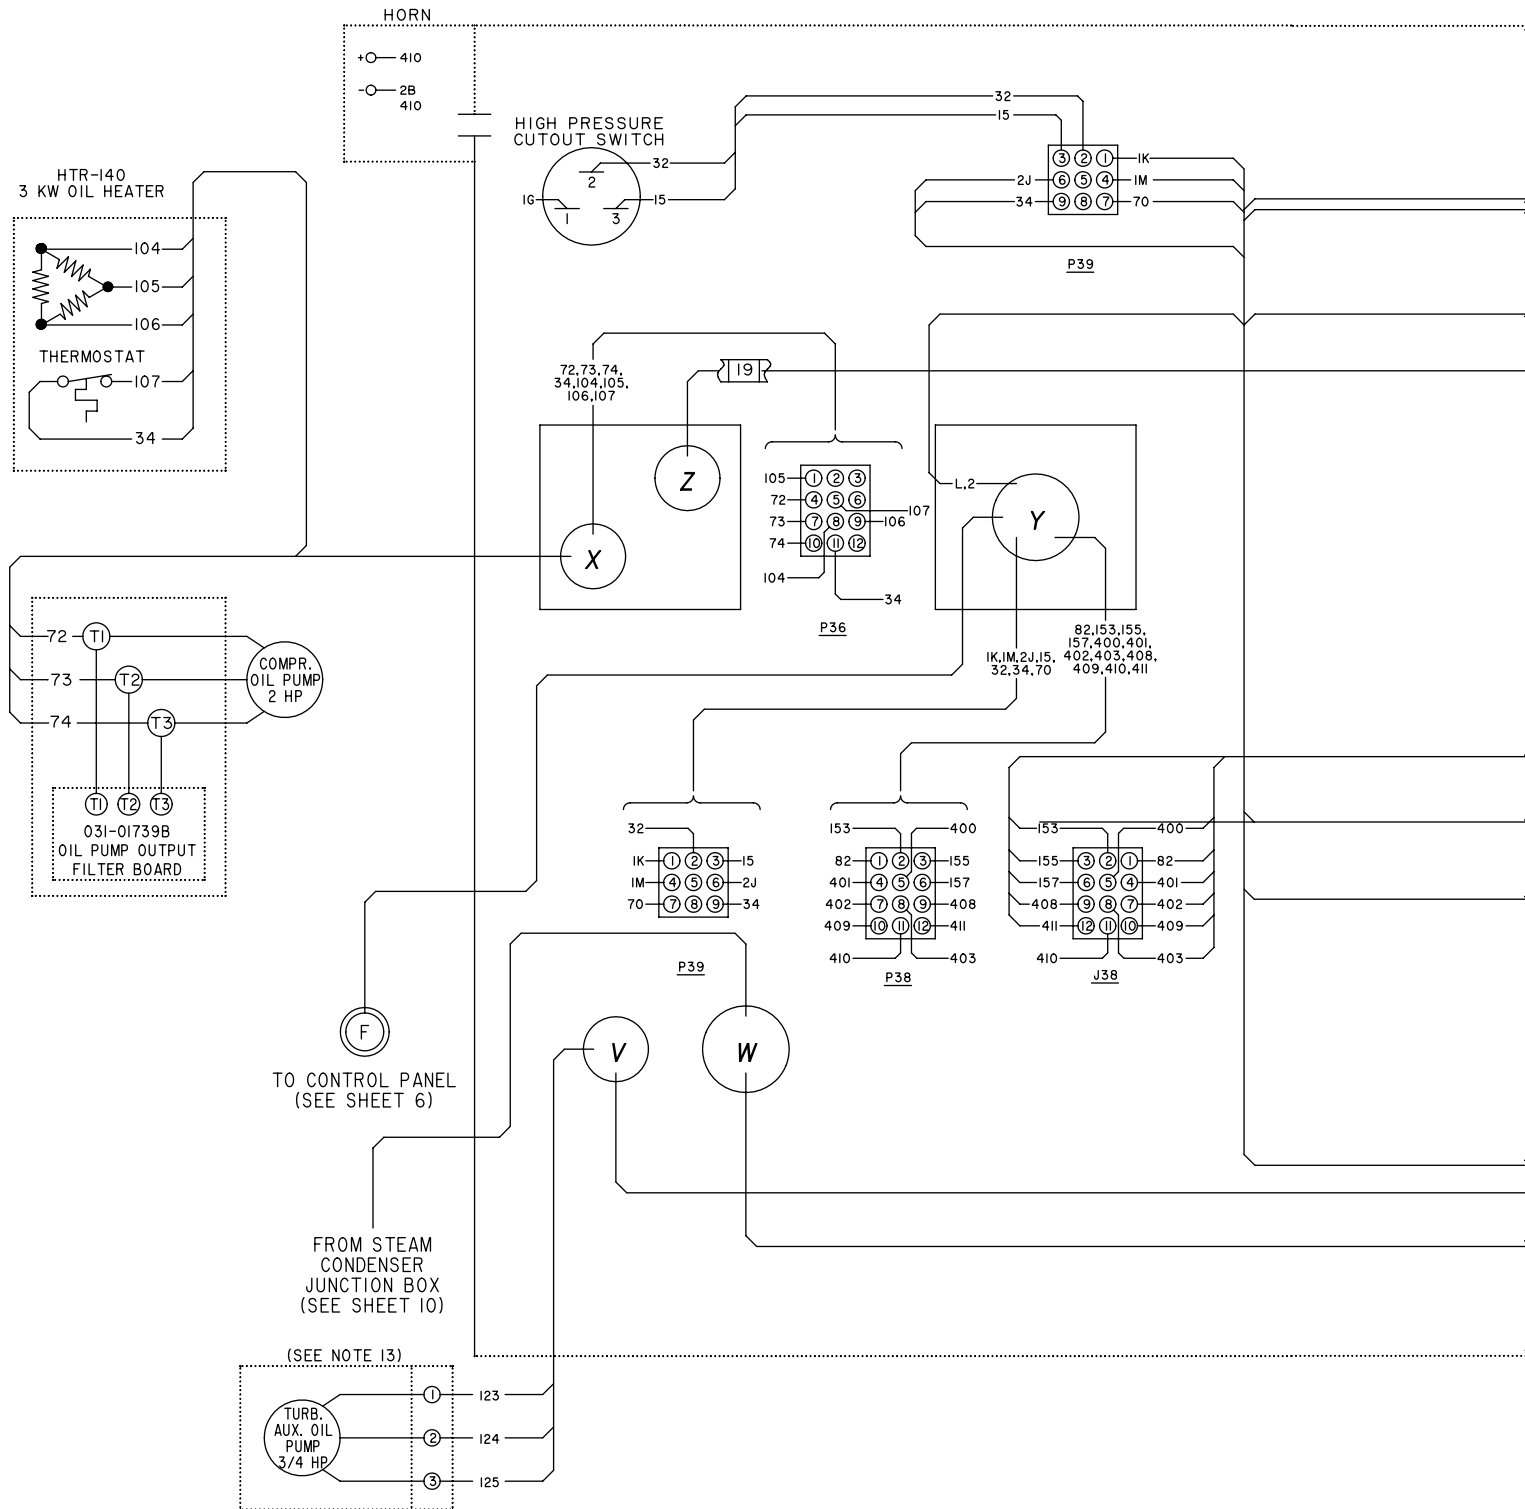 HORN
+ 410
- 2B
410
HIGH PRESSURE
CUTOUT SWITCH
32
15
2
32
1G
1
3
15
3 2 1 1K
2J 6 5 4 1M
34 9 8 7 70
P39
HTR-140
3 KW OIL HEATER
104
105
106
THERMOSTAT
107
34
72,73,74,
34,104,105,
106,107
19
Z
X
105 1 2 3
72 4 5 6
107
73 7 8 9 106
74 10 11 12
104
34
P36
L,2
Y
1K,1M,2J,15,
32,34,70
82,153,155,
157,400,401,
402,403,408,
409,410,411
72 T1
73 T2
74 T3
COMPR.
OIL PUMP
2 HP
T1 T2 T3
031-01739B
OIL PUMP OUTPUT
FILTER BOARD
32
1K 1 2 3 15
1M 4 5 6 2J
70 7 8 9 34
P39
153 400
82 1 2 3 155
401 4 5 6 157
402 7 8 9 408
409 10 11 12 411
410 403
P38
153 400
155 3 2 1 82
157 6 5 4 401
408 9 8 7 402
411 12 11 10 409
410 403
J38
F
TO CONTROL PANEL
(SEE SHEET 6)
V
W
FROM STEAM
CONDENSER
JUNCTION BOX
(SEE SHEET 10)
(SEE NOTE 13)
TURB.
AUX. OIL
PUMP
3/4 HP
1 123
2 124
3 125